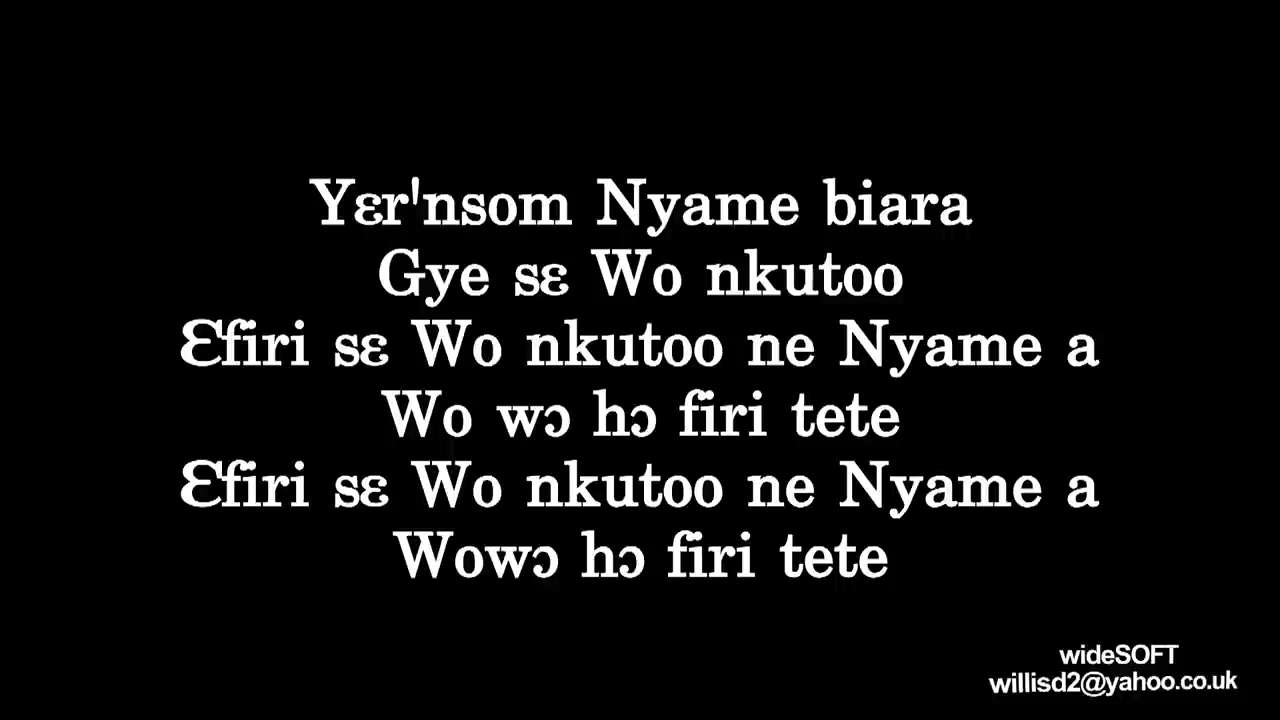 Yɛr'nsom Nyame biara
Gye sɛ Wo nkutoo
Ɛfiri sɛ Wo nkutoo ne Nyame a
Wo wɔ hɔ firi tete
Ɛfiri sɛ Wo nkutoo ne Nyame a
Wowɔ hɔ firi tete
wideSOFT
willisd2@yahoo.co.uk